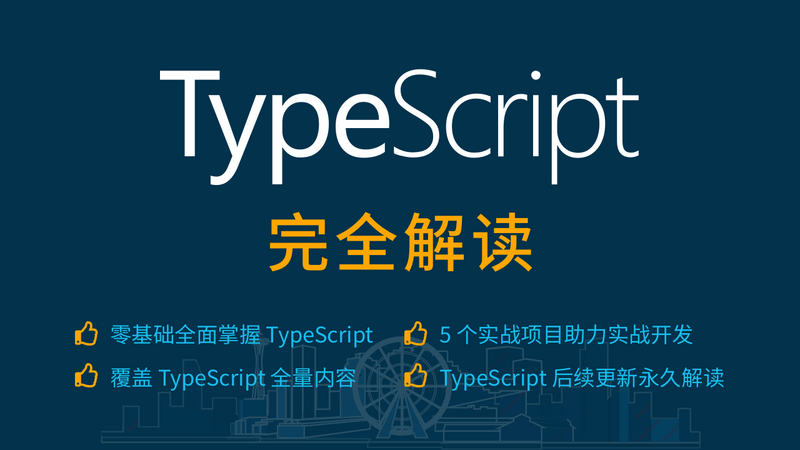 TypeScript
完全解读
零基础全面掌握 TypeScript
5 个实战项目助力实战开发
覆盖 TypeScript 全量内容
TypeScript 后续更新永久解读